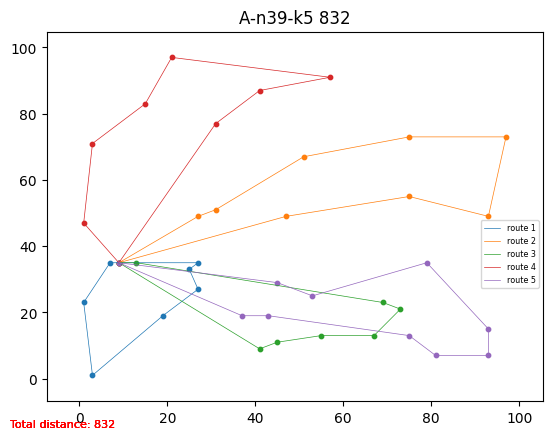 A-n39-k5 832
100
80
60
40
20
0
route 1
route 2
route 3
route 4
route 5
0 20 40 60 80 100
Total distance: 832